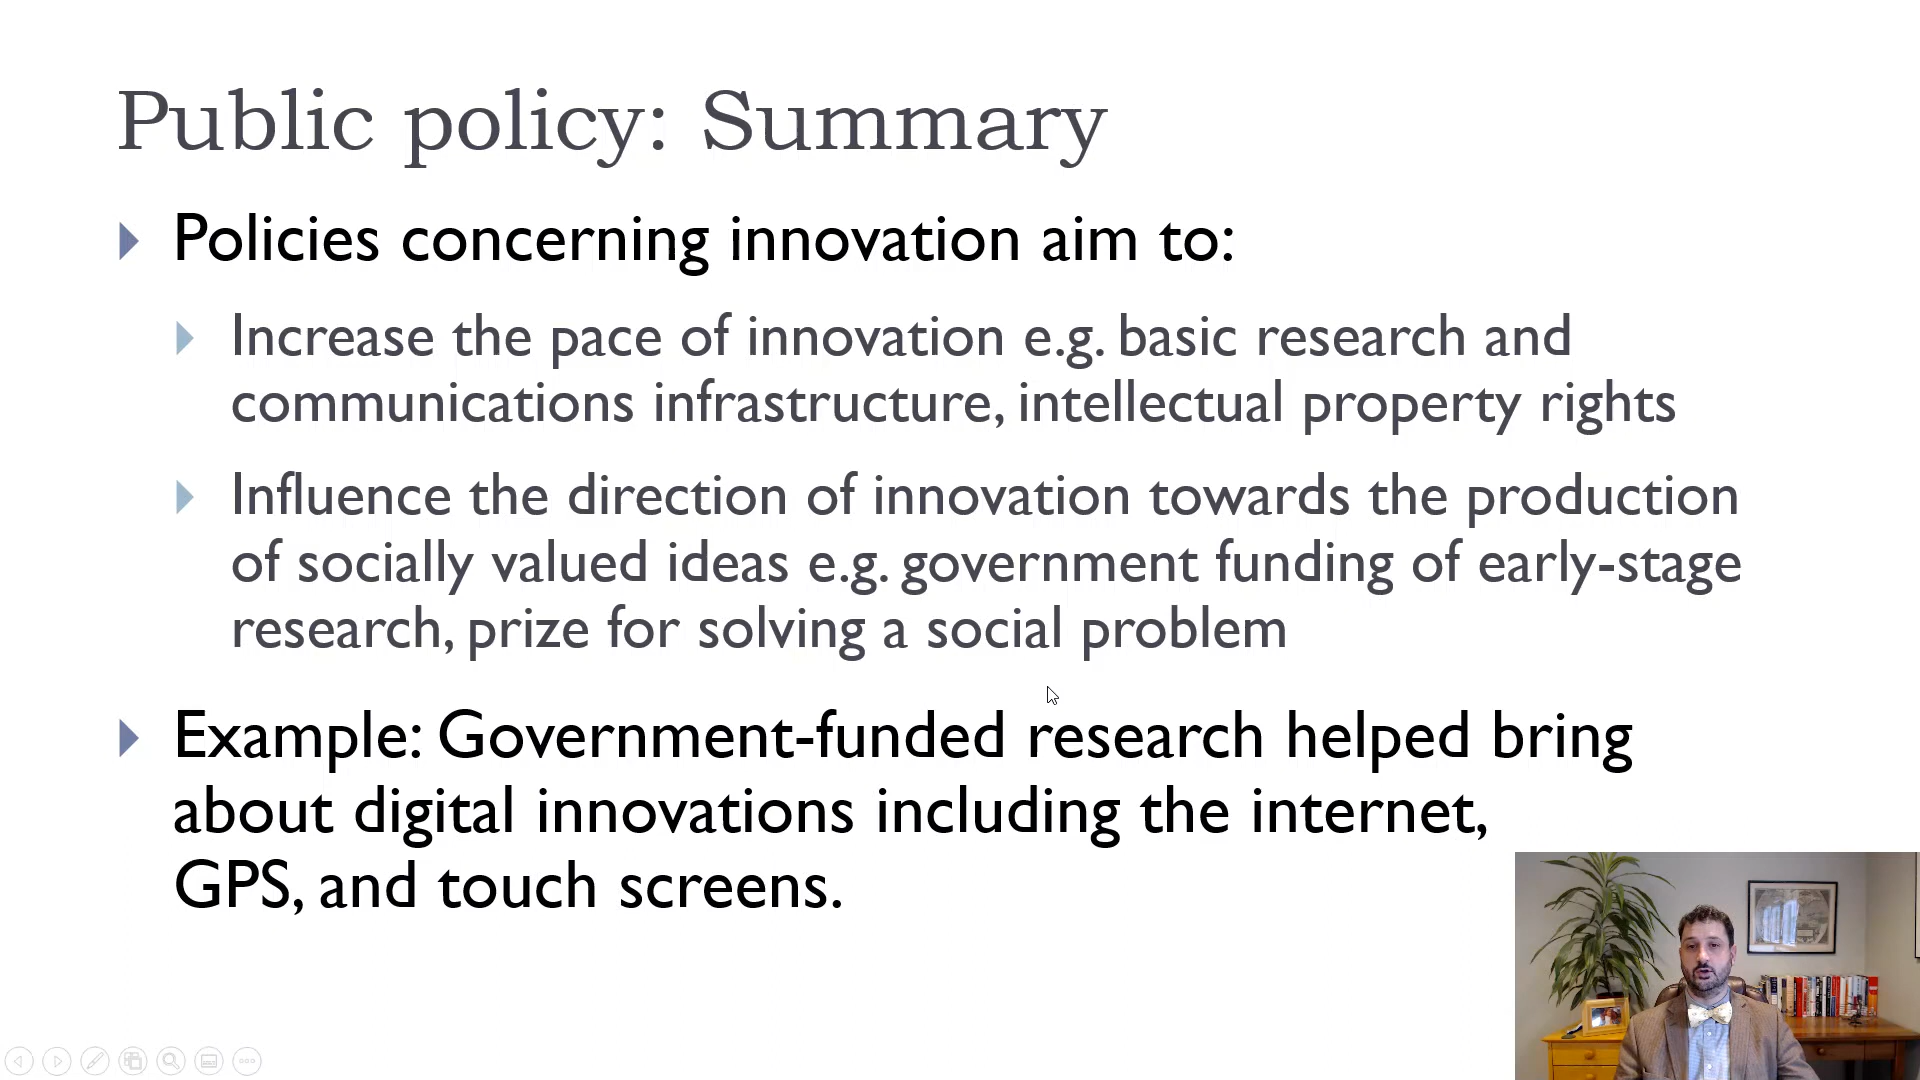 Public policy: Summary
Policies concerning innovation aim to:
Increase the pace of innovation e.g. basic research and
communications infrastructure, intellectual property rights
Influence the direction of innovation towards the production
of socially valued ideas e.g. government funding of early-stage
research, prize for solving a social problem
Example: Government-funded research helped bring
about digital innovations including the internet,
GPS, and touch screens.